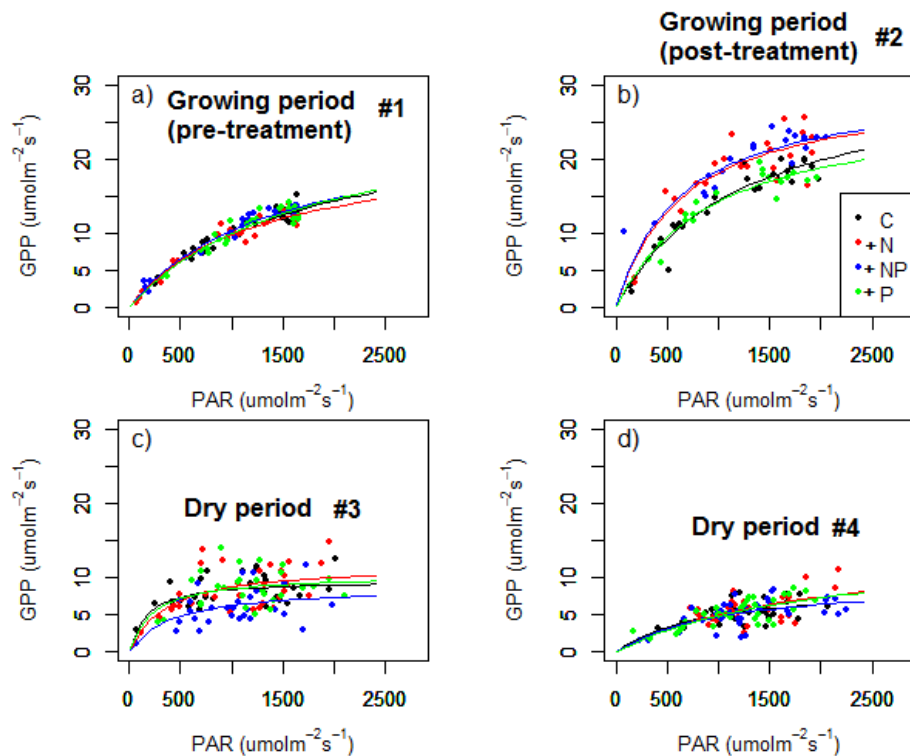 Growing period
(post-treatment) #2
a)
Growing period
(pre-treatment) #1
GPP (umolm⁻²s⁻¹)
0 5 10 20 30
0 500 1500 2500
PAR (umolm⁻²s⁻¹)
b)
GPP (umolm⁻²s⁻¹)
0 5 10 20 30
C
+ N
+ NP
+ P
0 500 1500 2500
PAR (umolm⁻²s⁻¹)
c)
Dry period #3
GPP (umolm⁻²s⁻¹)
0 5 10 20 30
0 500 1500 2500
PAR (umolm⁻²s⁻¹)
d)
Dry period #4
GPP (umolm⁻²s⁻¹)
0 5 10 20 30
0 500 1500 2500
PAR (umolm⁻²s⁻¹)